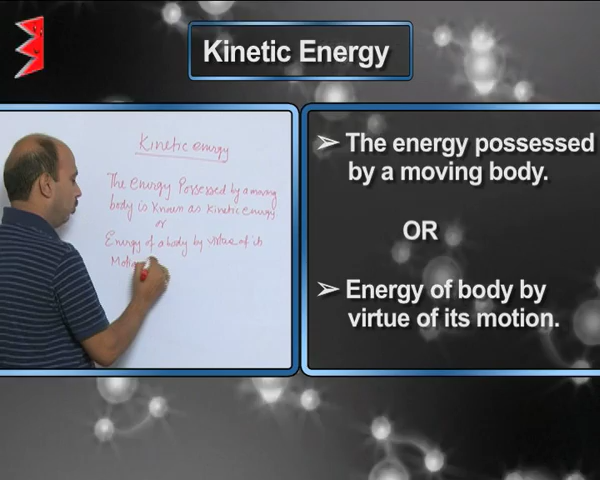 Kinetic Energy
Kinetic energy
The energy Possessed by a moving
body is known as kinetic energy
or
Energy of a body by virtue of its
Motio
➢ The energy possessed
by a moving body.
OR
➢ Energy of body by
virtue of its motion.